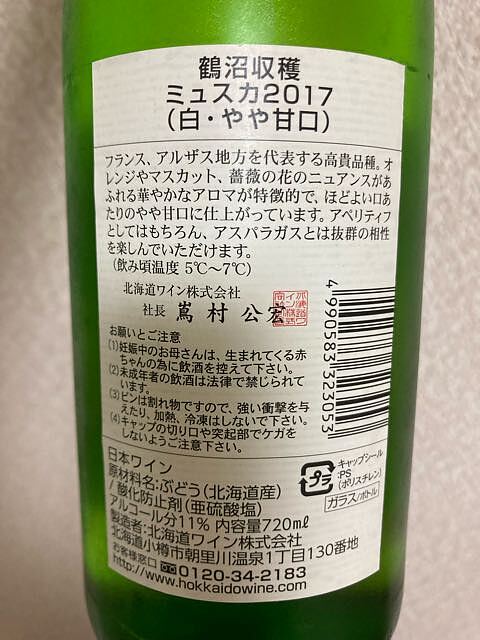 鶴沼収穫
ミュスカ2017
(白・やや甘口)
フランス、アルザス地方を代表する高貴品種。オ
レンジやマスカット、薔薇の花のニュアンスがあ
ふれる華やかなアロマが特徴的で、ほどよい口あ
たりのやや甘口に仕上がっています。アペリティフ
としてはもちろん、アスパラガスとは抜群の相性
を楽しんでいただけます。
(飲み頃温度 5℃~7℃)
北海道ワイン株式会社
社長 嶌村公宏
お願いとご注意
(1)妊娠中のお母さんは、生まれてくる赤
ちゃんの為に飲酒を控えて下さい。
(2)未成年者の飲酒は法律で禁じられて
います。
(3)ビンは割れ物ですので、強い衝撃を与
えたり、加熱、冷凍はしないで下さい。
(4)キャップの切り口や突起部でケガを
しないようご注意下さい。
4990583323053
日本ワイン
原材料名:ぶどう(北海道産)
/酸化防止剤(亜硫酸塩)
アルコール分11% 内容量720mℓ
製造者:北海道ワイン株式会社
北海道小樽市朝里川温泉1丁目130番地
お客様窓口 0120-34-2183
http://www.hokkaidowine.com
プラ
キャップシール
:PS
(ポリスチレン)
ガラス/ボトル